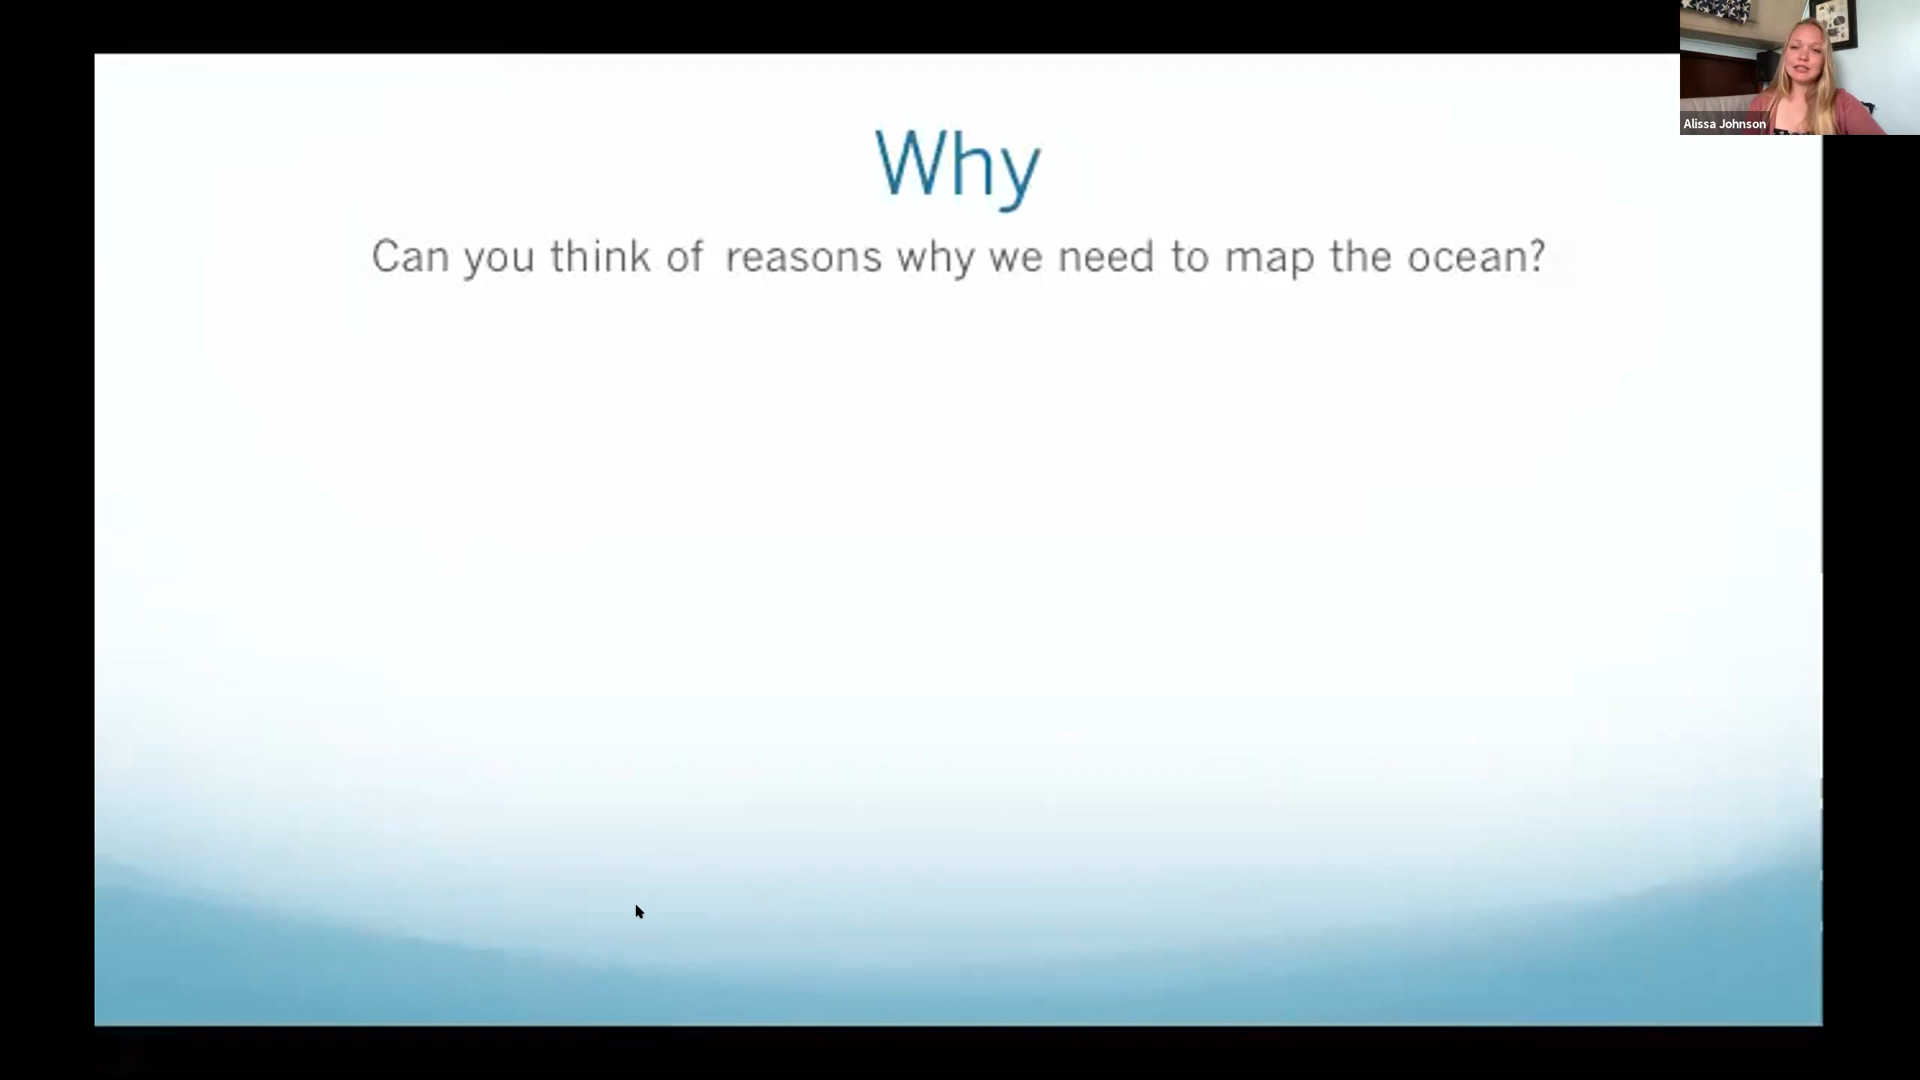 Why
Can you think of reasons why we need to map the ocean?
Alissa Johnson